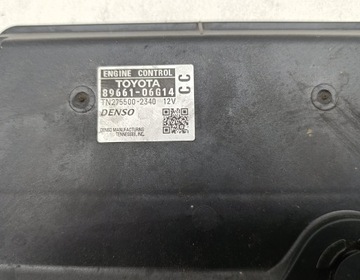 ENGINE CONTROL
TOYOTA
89661-06G14
CC
TN275500-2340 12V
DENSO
DENSO MANUFACTURING
TENNESSEE, INC.